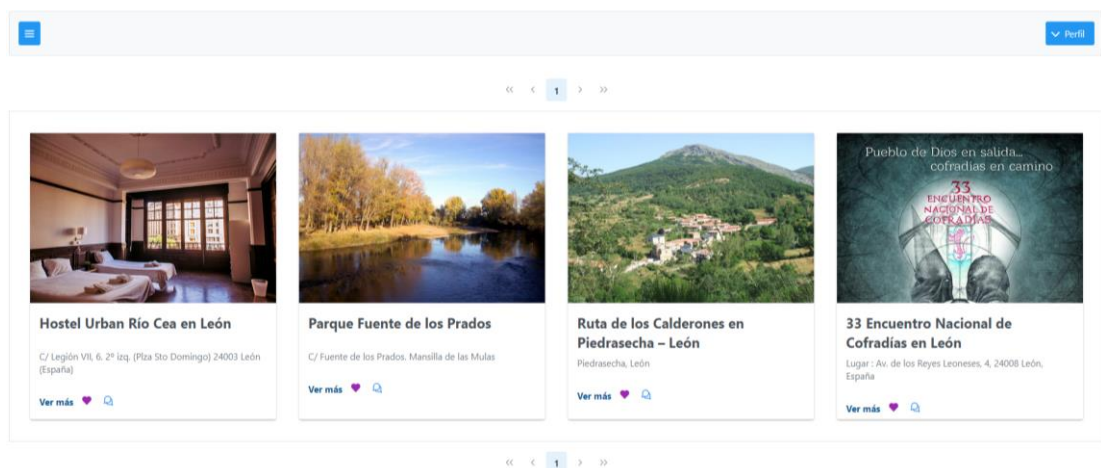 Perfil
« ‹ 1 › »
Pueblo de Dios en salida...
cofradías en camino
33
ENCUENTRO
NACIONAL DE
COFRADÍAS
Hostel Urban Río Cea en León
C/ Legión VII, 6. 2º izq. (Plza Sto Domingo) 24003 León
(España)
Ver más
Parque Fuente de los Prados
C/ Fuente de los Prados. Mansilla de las Mulas
Ver más
Ruta de los Calderones en
Piedrasecha – León
Piedrasecha, León
Ver más
33 Encuentro Nacional de
Cofradías en León
Lugar : Av. de los Reyes Leoneses, 4, 24008 León,
España
Ver más
« ‹ 1 › »